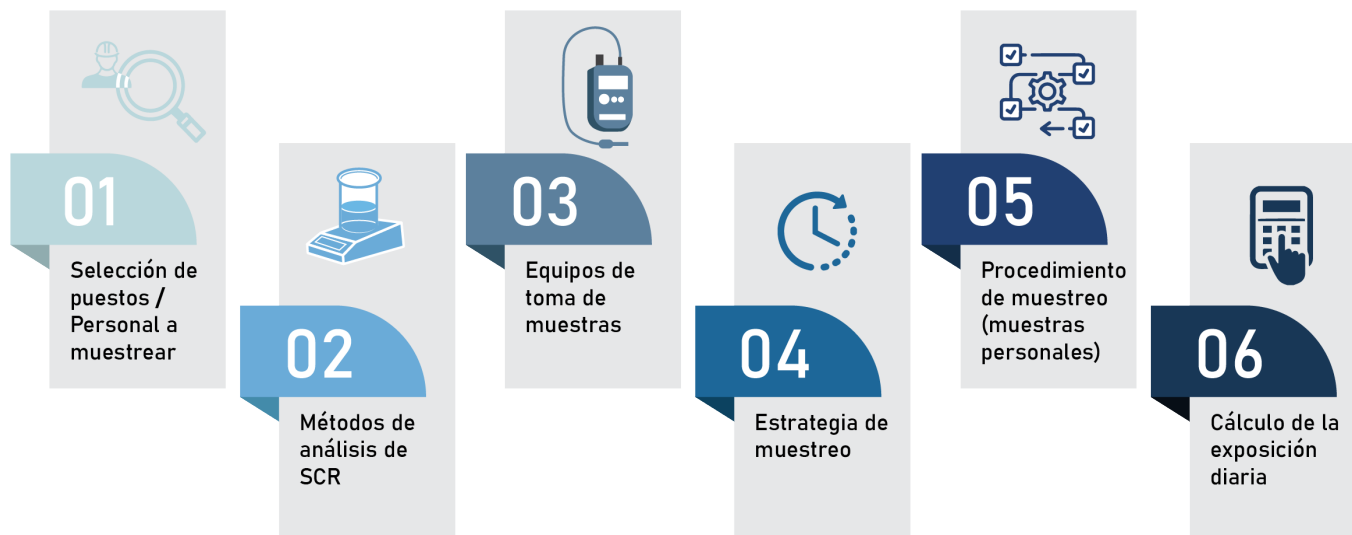 01
Selección de
puestos /
Personal a
muestrear
02
Métodos de
análisis de
SCR
03
Equipos de
toma de
muestras
04
Estrategia de
muestreo
05
Procedimiento
de muestreo
(muestras
personales)
06
Cálculo de la
exposición
diaria